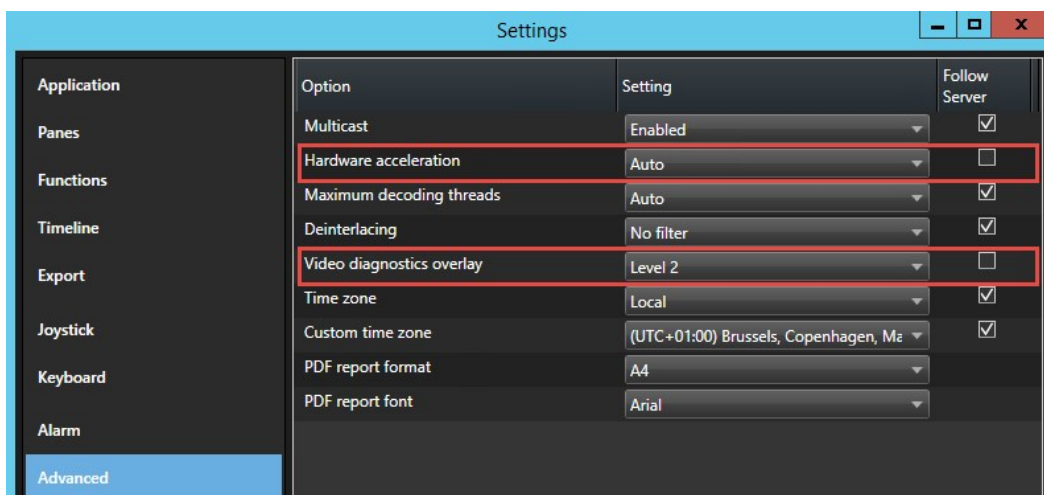 Settings
Application
Panes
Functions
Timeline
Export
Joystick
Keyboard
Alarm
Advanced
Option Setting Follow
Server
Multicast Enabled
Hardware acceleration Auto
Maximum decoding threads Auto
Deinterlacing No filter
Video diagnostics overlay Level 2
Time zone Local
Custom time zone (UTC+01:00) Brussels, Copenhagen, Ma
PDF report format A4
PDF report font Arial